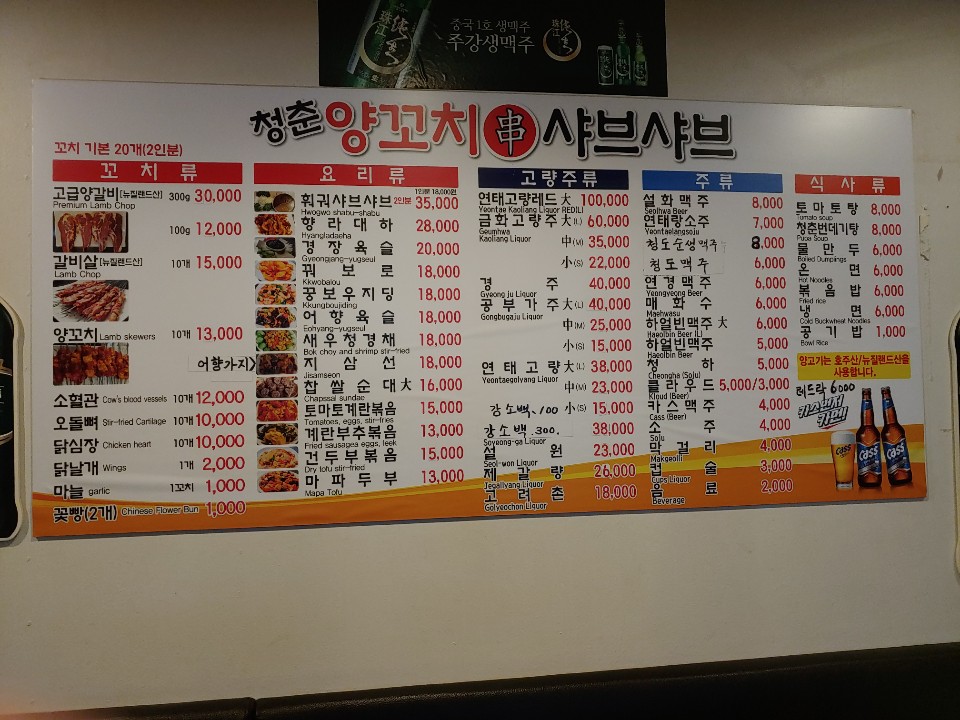 중국 1호 생맥주
주강생맥주
珠江
청춘 양꼬치 串 샤브샤브
꼬치 기본 20개(2인분)
꼬치류
고급양갈비[뉴질랜드산] 300g 30,000
Premium Lamb Chop
100g 12,000
갈비살[뉴질랜드산] 10개 15,000
Lamb Chop
양꼬치 Lamb skewers 10개 13,000
소혈관 Cow's blood vessels 10개 12,000
오돌뼈 Stir-fried Cartilage 10개 10,000
닭심장 Chicken heart 10개 10,000
닭날개 Wings 1개 2,000
마늘 garlic 1꼬치 1,000
꽃빵(2개) Chinese Flower Bun 1,000
요리류
1인분 18,000원
훠궈샤브샤브 2인분 35,000
Hwogwo shabu-shabu
향라대하 28,000
Hyangladaeha
경장육슬 20,000
Gyeongjang-yugseul
꿔보로 18,000
Kkwobolou
꿍보우지딩 18,000
Kkungboujiding
어향육슬 18,000
Eohyang-yugseul
새우청경채 18,000
Bok choy and shrimp stir-fried
어향가지)
지삼선 18,000
Jisamseon
찹쌀순대 大 16,000
Chapssal sundae
토마토계란볶음 15,000
Tomatoes, eggs, stir-fries
계란부추볶음 13,000
Fried sausagea eggs, leek
건두부볶음 15,000
Dry tofu stir-fried
마파두부 13,000
Mapa Tofu
고량주류
연태고량레드 大 100,000
Yeontae Kaoliang Liquor RED(L)
금화고량주 大(L) 60,000
Geumhwa
Kaoliang Liquor 中(M) 35,000
小(S) 22,000
경주 40,000
Gyeong ju Liquor
공부가주 大(L) 40,000
Gongbugaju Liquor
中(M) 25,000
小(S) 15,000
연태고량 大(L) 38,000
Yeontaegolyang Liquor
中(M) 23,000
강소백, 100 小(S) 15,000
강소백. 300. 38,000
Soyeong-ga Liquor
설원 23,000
Seol-won Liquor
제갈량 26,000
Jegallyang Liquor
고려촌 18,000
Golyeochon Liquor
주류
설화맥주 8,000
Seolhwa Beer
연태랑소주 7,000
Yeontaelangsoju
청도순생맥주 8,000
청도맥주 6,000
연경맥주 6,000
Yeongyeong Beer
매화수 6,000
Maehwasu
하얼빈맥주 大 6,000
Haeolbin Beer (L)
하얼빈맥주 5,000
Haeolbin Beer
청하 5,000
Cheongha (Soju)
클라우드 5,000/3,000
Kloud (Beer)
카스맥주 4,000
Cass (Beer)
소주 4,000
Soju
막걸리 4,000
Makgeolli
컵술 3,000
Cups Liquor
음료 2,000
Beverage
식사류
토마토탕 8,000
Tomato soup
청춘번데기탕 8,000
Pupa Soup
물만두 6,000
Boiled Dumplings
온면 6,000
Hot Noodles
볶음밥 6,000
Fried rice
냉면 6,000
Cold Buckwheat Noodles
공기밥 1,000
Bowl Rice
양고기는 호주산/뉴질랜드산을
사용합니다.
테드락 6000
Cass
Cass
Cass